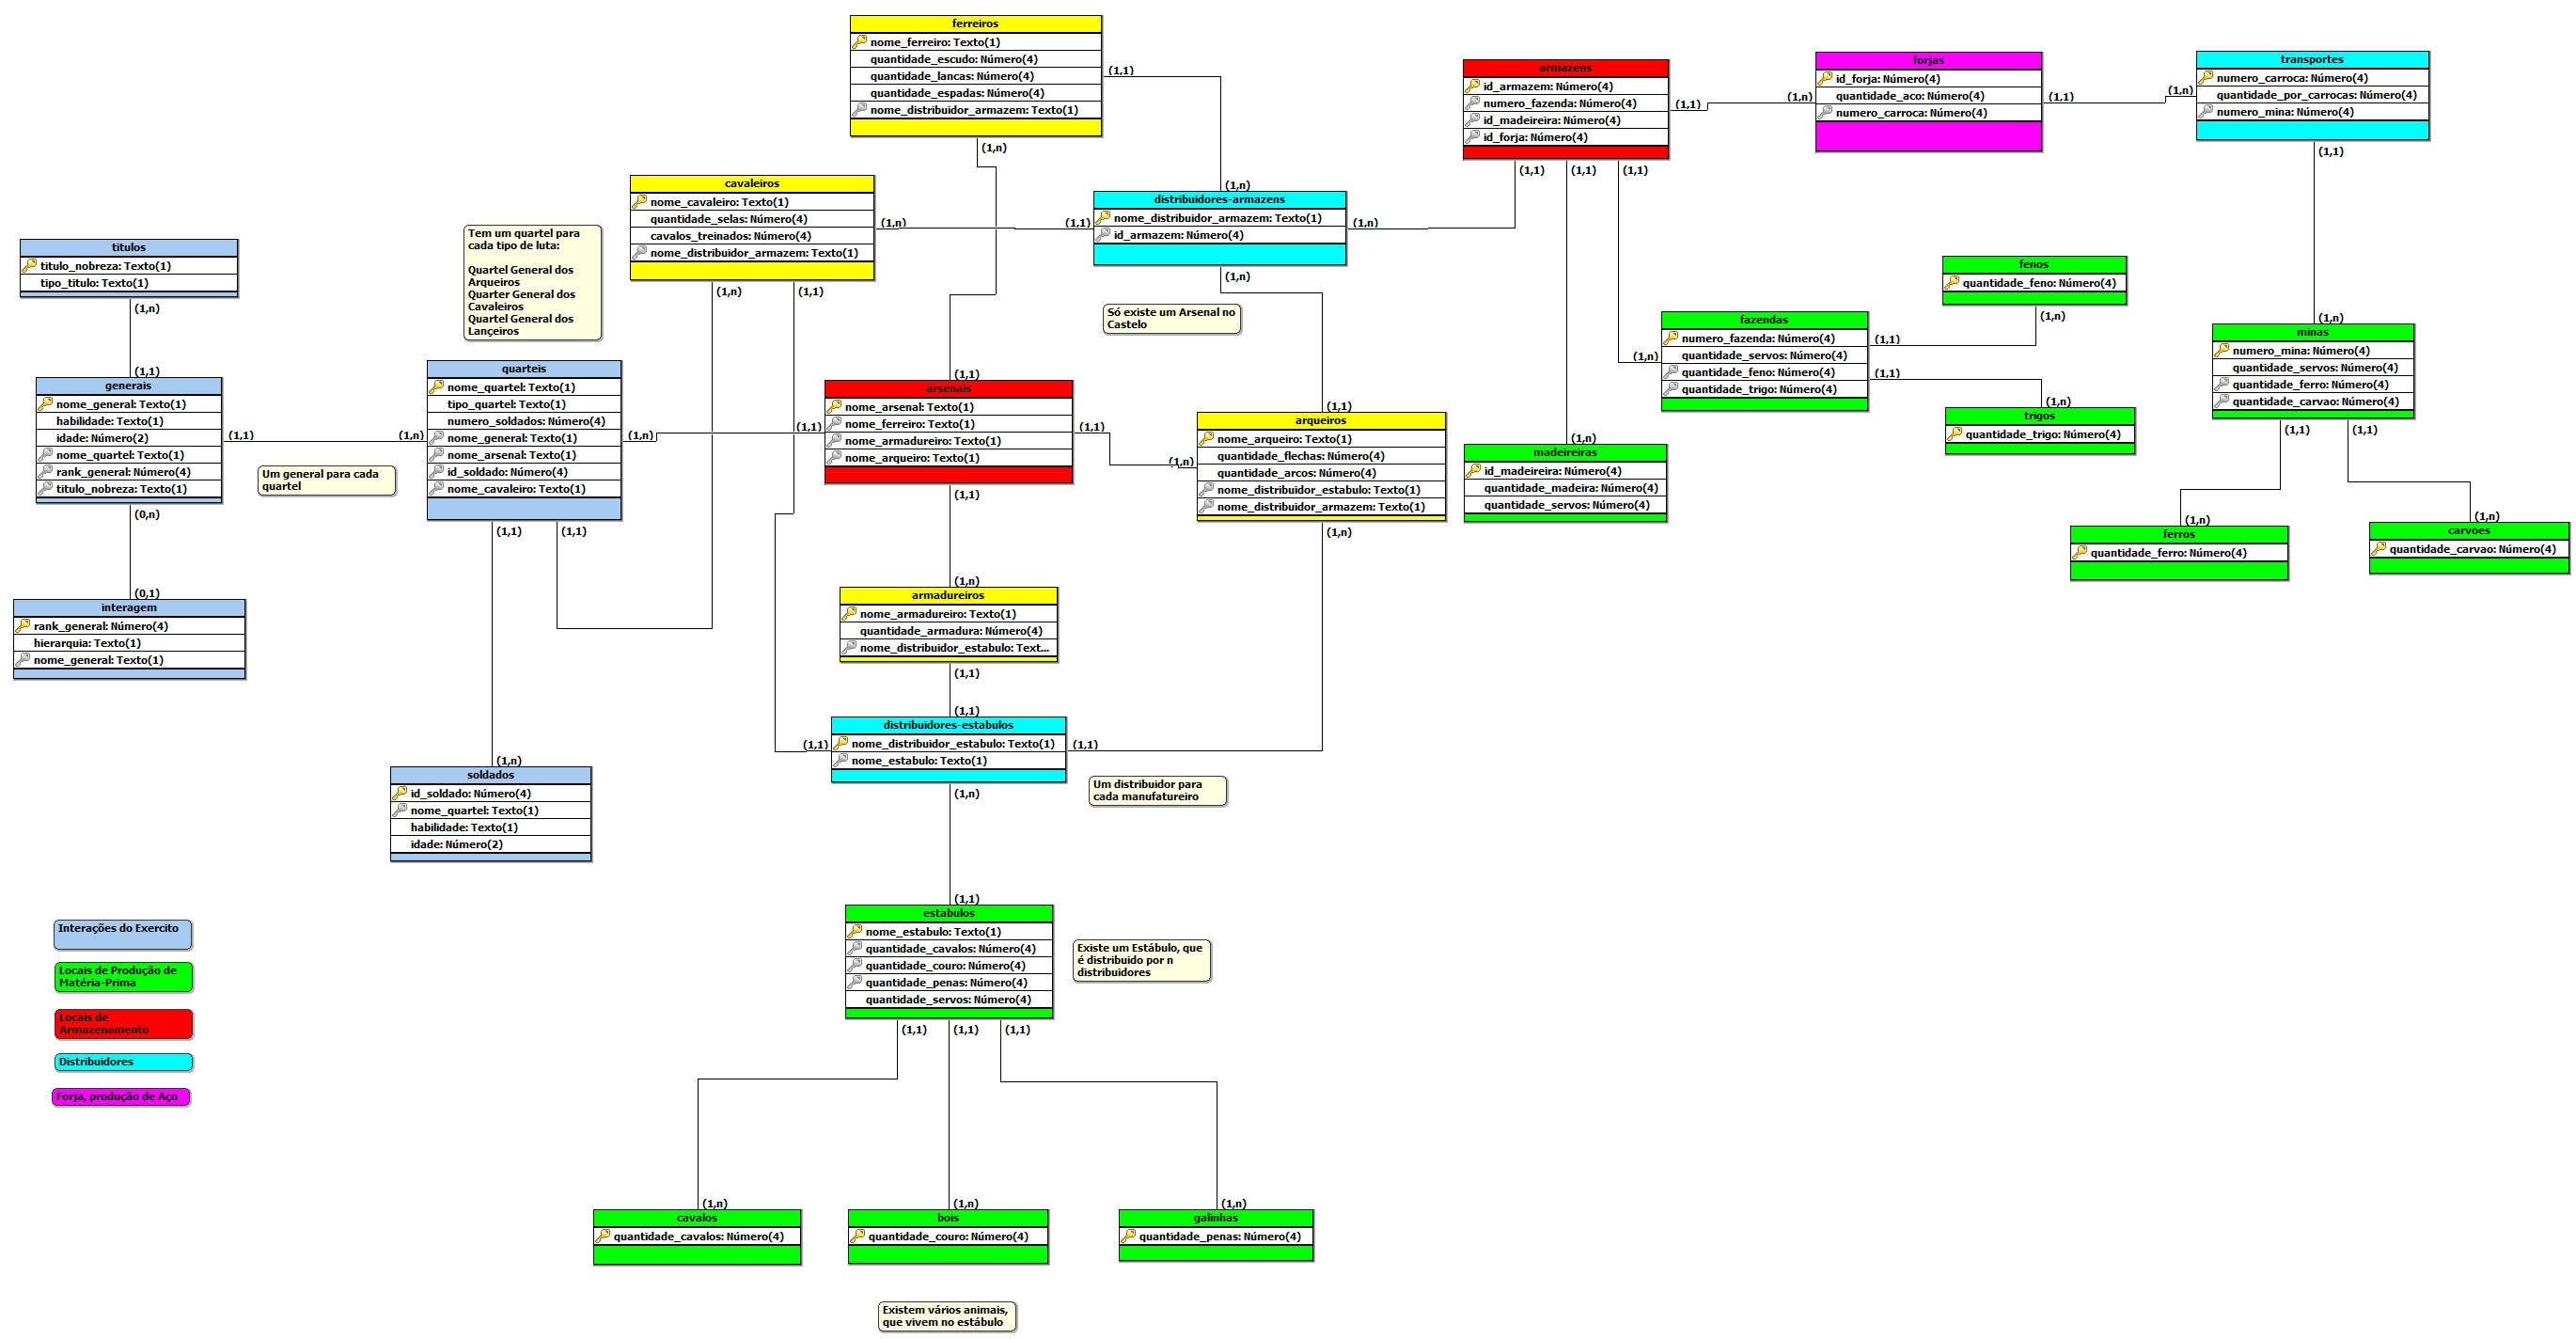 ferreiros
nome_ferreiro: Texto(1)
quantidade_escudo: Número(4)
quantidade_lancas: Número(4)
quantidade_espadas: Número(4)
nome_distribuidor_armazem: Texto(1)
(1,1)
(1,n)
(1,n)
armazens
id_armazem: Número(4)
numero_fazenda: Número(4)
id_madeireira: Número(4)
id_forja: Número(4)
(1,1)
(1,n)
(1,1)
(1,1)
(1,1)
forjas
id_forja: Número(4)
quantidade_aco: Número(4)
numero_carroca: Número(4)
(1,1)
(1,n)
transportes
numero_carroca: Número(4)
quantidade_por_carrocas: Número(4)
numero_mina: Número(4)
(1,1)
(1,n)
cavaleiros
nome_cavaleiro: Texto(1)
quantidade_selas: Número(4)
cavalos_treinados: Número(4)
nome_distribuidor_armazem: Texto(1)
(1,n)
(1,1)
(1,n)
(1,1)
distribuidores-armazens
nome_distribuidor_armazem: Texto(1)
id_armazem: Número(4)
(1,n)
(1,n)
Tem um quartel para
cada tipo de luta:
Quartel General dos
Arqueiros
Quarter General dos
Cavaleiros
Quartel General dos
Lançeiros
titulos
titulo_nobreza: Texto(1)
tipo_titulo: Texto(1)
(1,n)
(1,1)
Só existe um Arsenal no
Castelo
fenos
quantidade_feno: Número(4)
(1,n)
fazendas
numero_fazenda: Número(4)
quantidade_servos: Número(4)
quantidade_feno: Número(4)
quantidade_trigo: Número(4)
(1,n)
(1,1)
(1,1)
(1,n)
trigos
quantidade_trigo: Número(4)
minas
numero_mina: Número(4)
quantidade_servos: Número(4)
quantidade_ferro: Número(4)
quantidade_carvao: Número(4)
(1,1)
(1,1)
generais
nome_general: Texto(1)
habilidade: Texto(1)
idade: Número(2)
nome_quartel: Texto(1)
rank_general: Número(4)
titulo_nobreza: Texto(1)
(1,1)
(1,n)
(0,n)
(0,1)
Um general para cada
quartel
quarteis
nome_quartel: Texto(1)
tipo_quartel: Texto(1)
numero_soldados: Número(4)
nome_general: Texto(1)
nome_arsenal: Texto(1)
id_soldado: Número(4)
nome_cavaleiro: Texto(1)
(1,n)
(1,1)
(1,1)
(1,1)
(1,1)
arsenais
nome_arsenal: Texto(1)
nome_ferreiro: Texto(1)
nome_armadureiro: Texto(1)
nome_arqueiro: Texto(1)
(1,1)
(1,n)
(1,1)
(1,n)
(1,1)
arqueiros
nome_arqueiro: Texto(1)
quantidade_flechas: Número(4)
quantidade_arcos: Número(4)
nome_distribuidor_estabulo: Texto(1)
nome_distribuidor_armazem: Texto(1)
(1,n)
(1,n)
madeireiras
id_madeireira: Número(4)
quantidade_madeira: Número(4)
quantidade_servos: Número(4)
(1,n)
ferros
quantidade_ferro: Número(4)
(1,n)
carvoes
quantidade_carvao: Número(4)
interagem
rank_general: Número(4)
hierarquia: Texto(1)
nome_general: Texto(1)
armadureiros
nome_armadureiro: Texto(1)
quantidade_armadura: Número(4)
nome_distribuidor_estabulo: Text...
(1,1)
(1,1)
(1,1)
(1,1)
distribuidores-estabulos
nome_distribuidor_estabulo: Texto(1)
nome_estabulo: Texto(1)
(1,n)
(1,1)
Um distribuidor para
cada manufatureiro
(1,n)
soldados
id_soldado: Número(4)
nome_quartel: Texto(1)
habilidade: Texto(1)
idade: Número(2)
estabulos
nome_estabulo: Texto(1)
quantidade_cavalos: Número(4)
quantidade_couro: Número(4)
quantidade_penas: Número(4)
quantidade_servos: Número(4)
(1,1)
(1,1)
(1,1)
Existe um Estábulo, que
é distribuido por n
distribuidores
Interações do Exercito
Locais de Produção de
Matéria-Prima
Locais de
Armazenamento
Distribuidores
Forja, produção de Aço
(1,n)
(1,n)
(1,n)
cavalos
quantidade_cavalos: Número(4)
bois
quantidade_couro: Número(4)
galinhas
quantidade_penas: Número(4)
Existem vários animais,
que vivem no estábulo